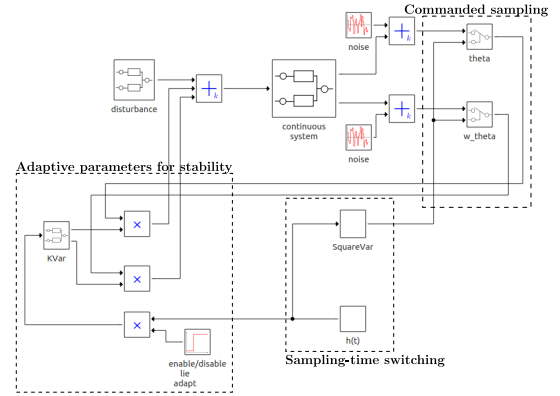 Commanded sampling
noise
theta
disturbance
continuous
system
noise
w_theta
Adaptive parameters for stability
KVar
SquareVar
enable/disable
lie
adapt
h(t)
Sampling-time switching
k
k
k